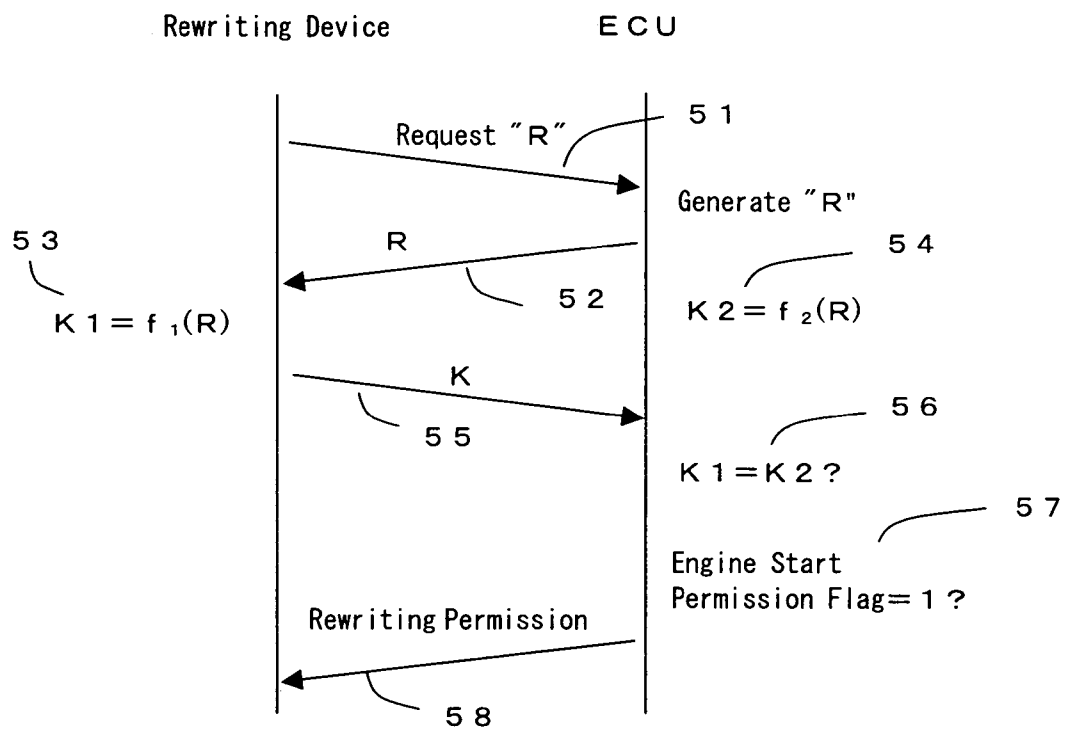 Rewriting Device
ECU
Request "R"
51
Generate "R"
53
R
54
52
K1=f₁(R)
K2=f₂(R)
K
56
55
K1=K2?
57
Engine Start
Permission Flag=1?
Rewriting Permission
58